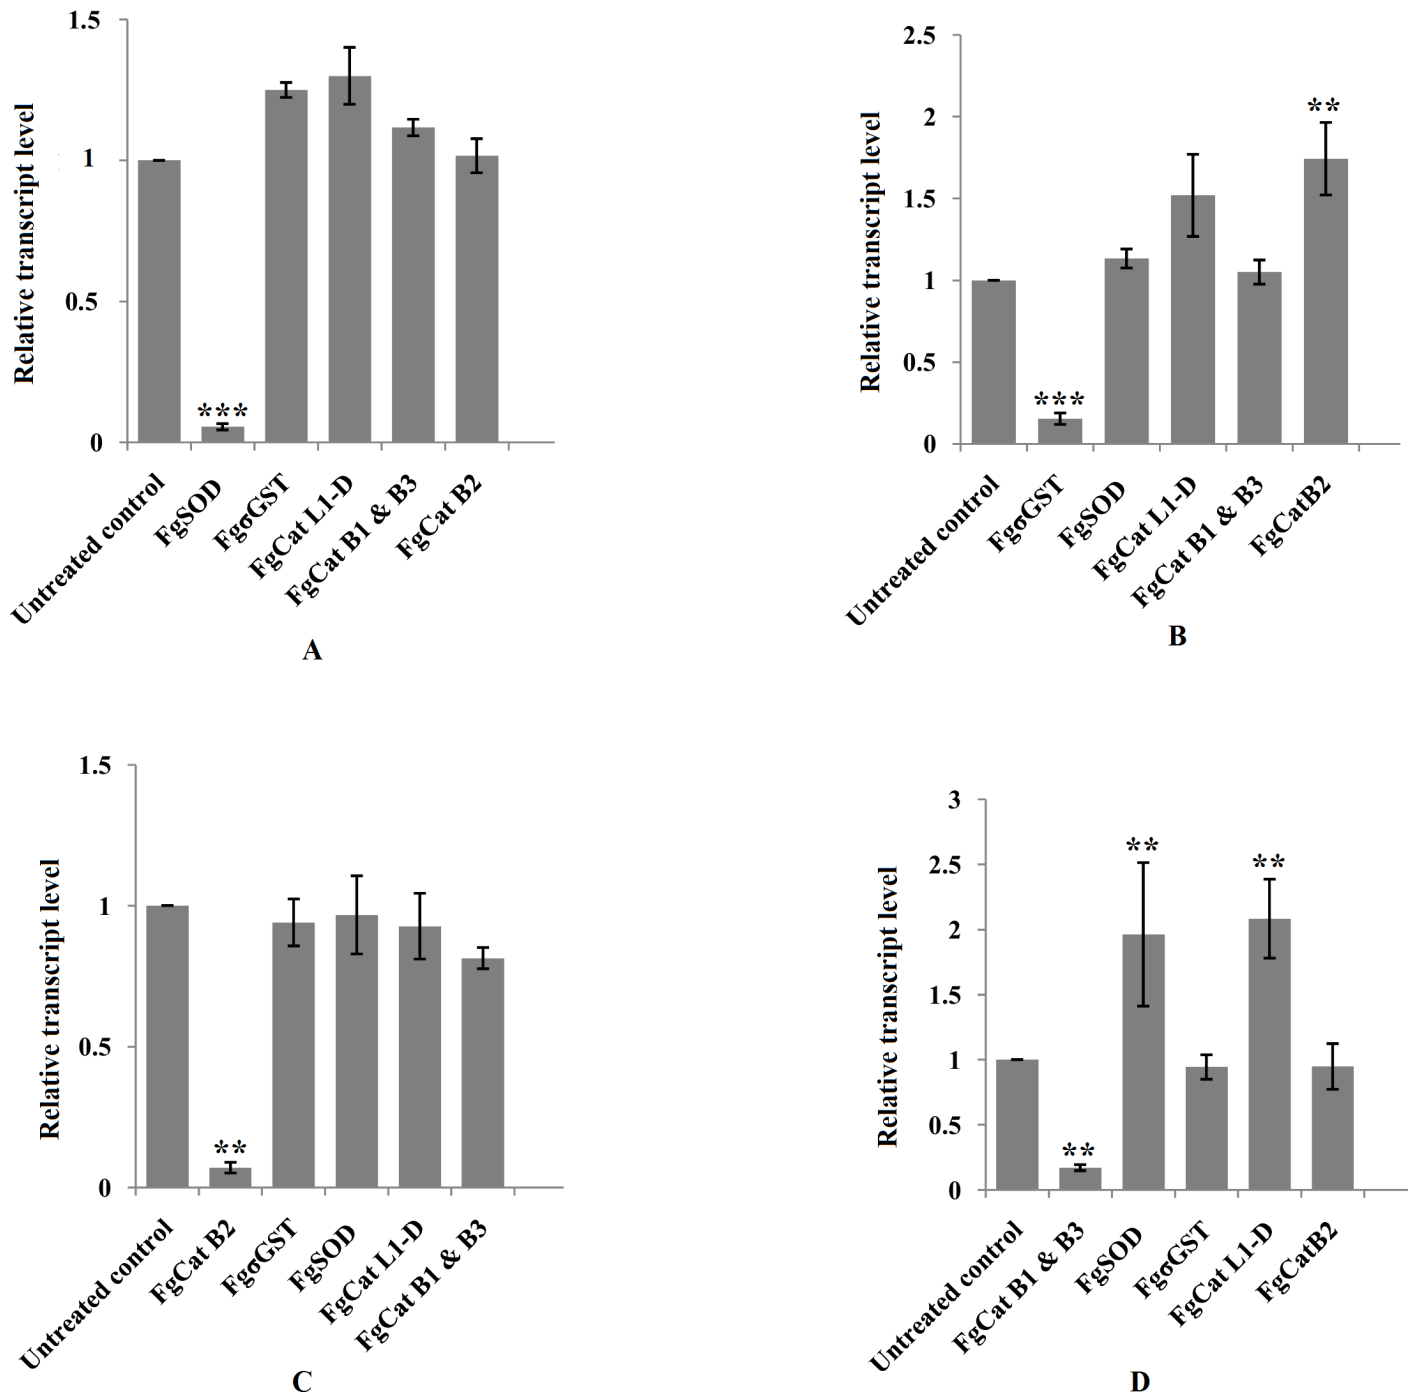 1.5
1
0.5
0
Relative transcript level
***
Untreated control
FgSOD
FgσGST
FgCat L1-D
FgCat B1 & B3
FgCat B2
A
2.5
2
1.5
1
0.5
0
Relative transcript level
***
**
Untreated control
FgσGST
FgSOD
FgCat L1-D
FgCat B1 & B3
FgCatB2
B
1.5
1
0.5
0
Relative transcript level
**
Untreated control
FgCat B2
FgσGST
FgSOD
FgCat L1-D
FgCat B1 & B3
C
3
2.5
2
1.5
1
0.5
0
Relative transcript level
**
**
**
Untreated control
FgCat B1 & B3
FgSOD
FgσGST
FgCat L1-D
FgCatB2
D